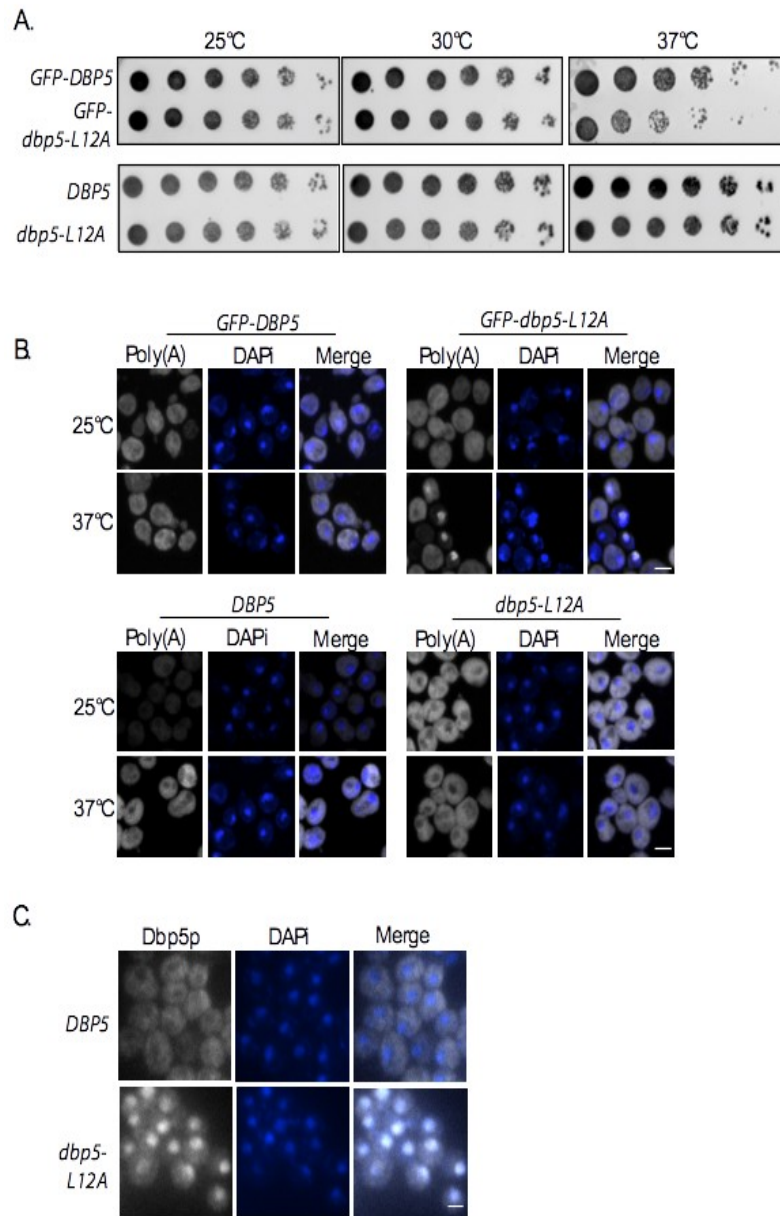 A.
25°C 30°C 37°C
GFP-DBP5
GFP-
dbp5-L12A
DBP5
dbp5-L12A
B.
GFP-DBP5 GFP-dbp5-L12A
Poly(A) DAPi Merge Poly(A) DAPi Merge
25°C
37°C
DBP5 dbp5-L12A
Poly(A) DAPi Merge Poly(A) DAPi Merge
25°C
37°C
C.
Dbp5p DAPi Merge
DBP5
dbp5-
L12A